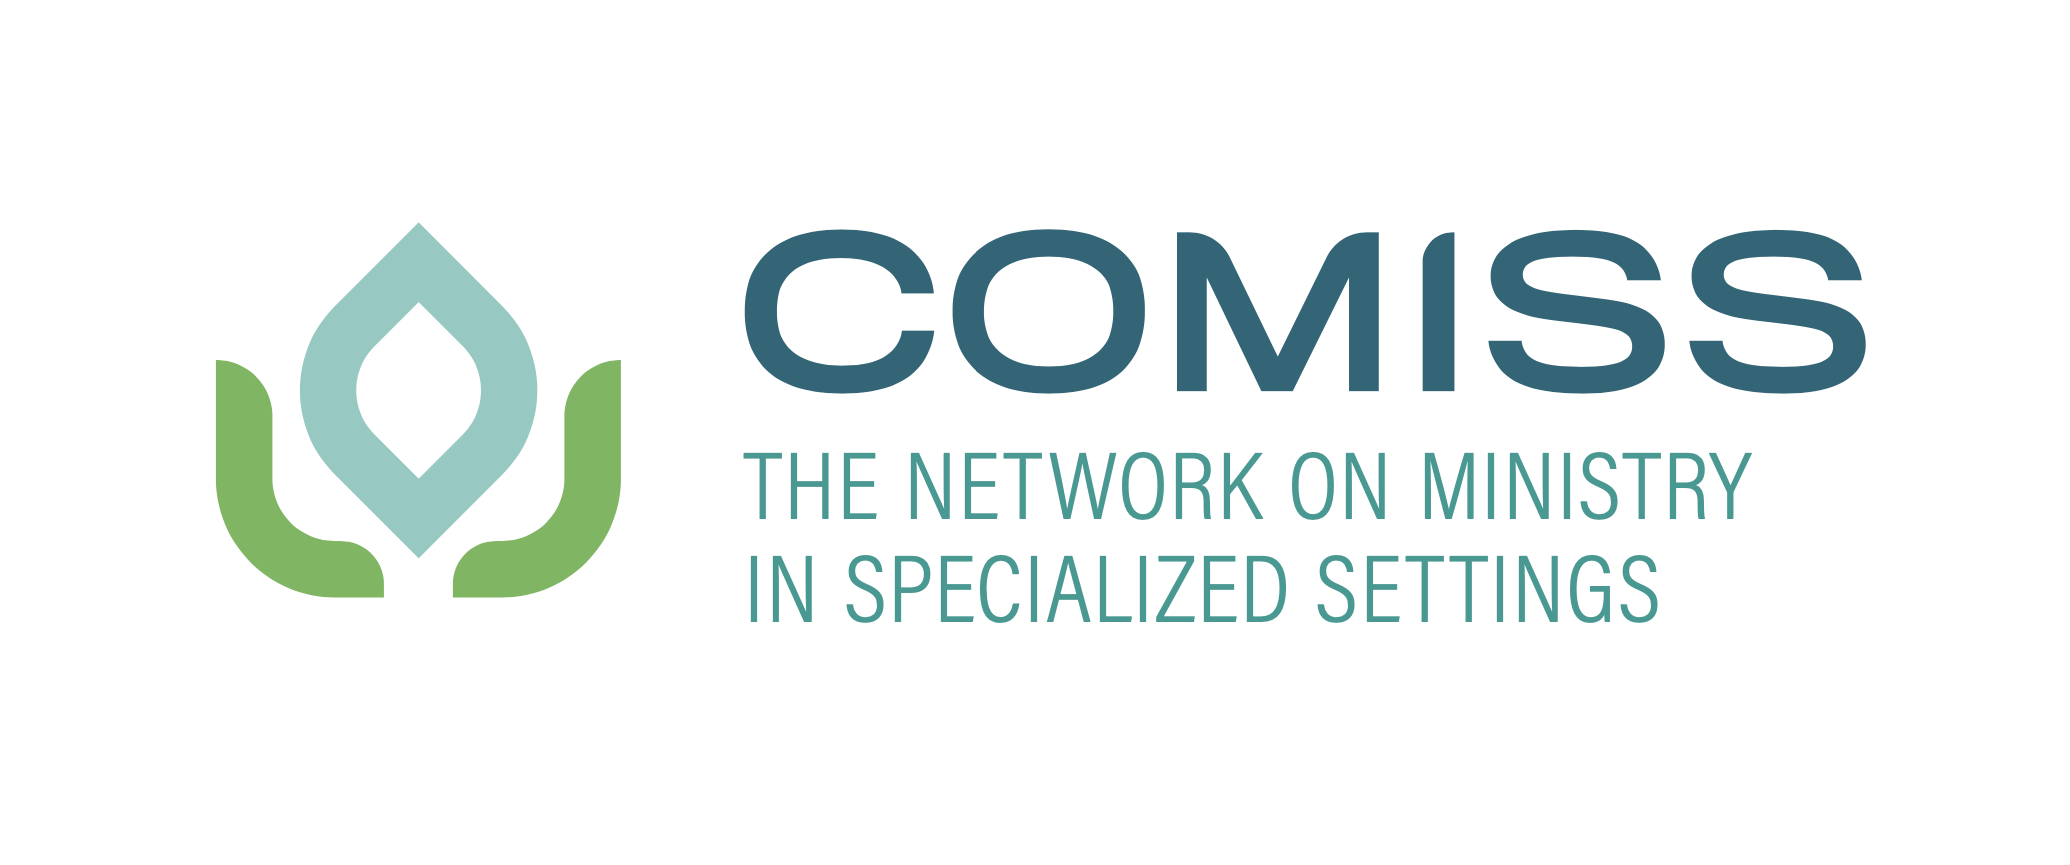 COMISS
THE NETWORK ON MINISTRY
IN SPECIALIZED SETTINGS